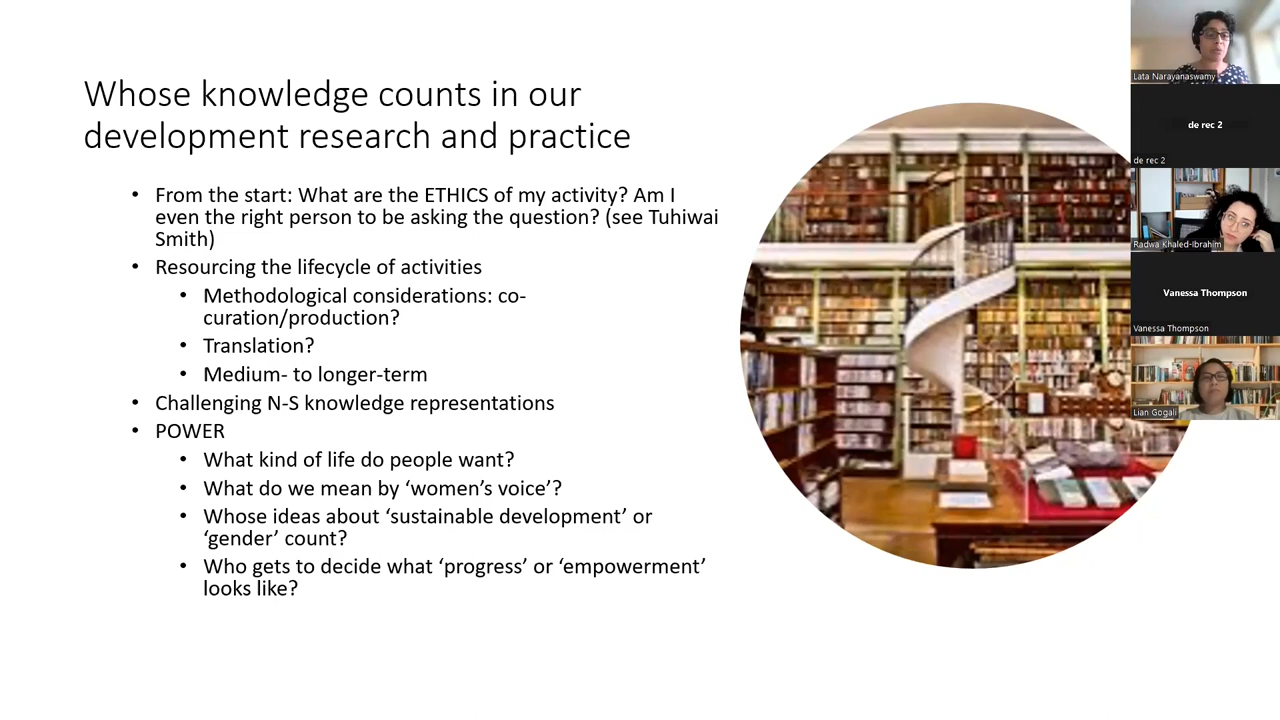 Whose knowledge counts in our
development research and practice
• From the start: What are the ETHICS of my activity? Am I
even the right person to be asking the question? (see Tuhiwai
Smith)
• Resourcing the lifecycle of activities
• Methodological considerations: co-
curation/production?
• Translation?
• Medium- to longer-term
• Challenging N-S knowledge representations
• POWER
• What kind of life do people want?
• What do we mean by ‘women’s voice’?
• Whose ideas about ‘sustainable development’ or
‘gender’ count?
• Who gets to decide what ‘progress’ or ‘empowerment’
looks like?
Lata Narayanaswamy
de rec 2
de rec 2
Radwa Khaled-Ibrahim
Vanessa Thompson
Vanessa Thompson
Lian Gogali